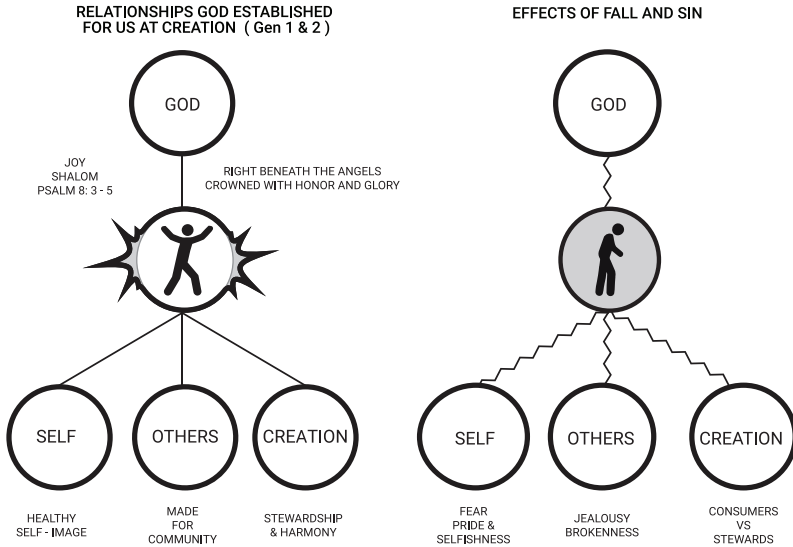 RELATIONSHIPS GOD ESTABLISHED
FOR US AT CREATION ( Gen 1 & 2 )
GOD
JOY
SHALOM
PSALM 8: 3 - 5
RIGHT BENEATH THE ANGELS
CROWNED WITH HONOR AND GLORY
SELF
OTHERS
CREATION
HEALTHY
SELF - IMAGE
MADE
FOR
COMMUNITY
STEWARDSHIP
& HARMONY
EFFECTS OF FALL AND SIN
GOD
SELF
OTHERS
CREATION
FEAR
PRIDE &
SELFISHNESS
JEALOUSY
BROKENNESS
CONSUMERS
VS
STEWARDS